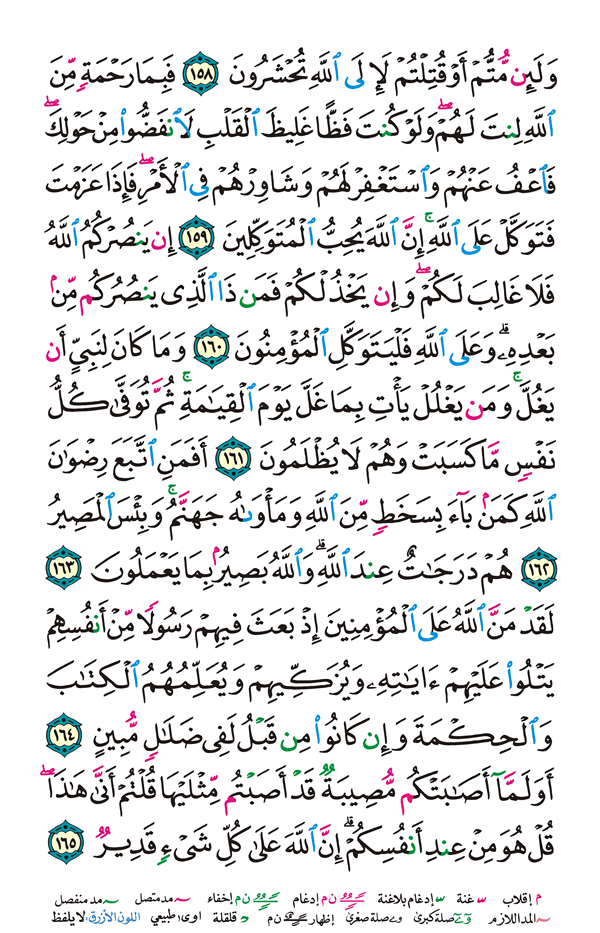 وَلَئِن مُّتُّمۡ أَوۡ قُتِلۡتُمۡ لَإِلَى ٱللَّهِ تُحۡشَرُونَ ١٥٨ فَبِمَا رَحۡمَةٖ مِّنَ
ٱللَّهِ لِنتَ لَهُمۡۖ وَلَوۡ كُنتَ فَظًّا غَلِيظَ ٱلۡقَلۡبِ لَٱنفَضُّواْ مِنۡ حَوۡلِكَۖ
فَٱعۡفُ عَنۡهُمۡ وَٱسۡتَغۡفِرۡ لَهُمۡ وَشَاوِرۡهُمۡ فِي ٱلۡأَمۡرِۖ فَإِذَا عَزَمۡتَ
فَتَوَكَّلۡ عَلَى ٱللَّهِۚ إِنَّ ٱللَّهَ يُحِبُّ ٱلۡمُتَوَكِّلِينَ ١٥٩ إِن يَنصُرۡكُمُ ٱللَّهُ
فَلَا غَالِبَ لَكُمۡۖ وَإِن يَخۡذُلۡكُمۡ فَمَن ذَا ٱلَّذِي يَنصُرُكُم مِّنۢ
بَعۡدِهِۦۗ وَعَلَى ٱللَّهِ فَلۡيَتَوَكَّلِ ٱلۡمُؤۡمِنُونَ ١٦٠ وَمَا كَانَ لِنَبِيٍّ أَن
يَغُلَّۚ وَمَن يَغۡلُلۡ يَأۡتِ بِمَا غَلَّ يَوۡمَ ٱلۡقِيَٰمَةِۚ ثُمَّ تُوَفَّىٰ كُلُّ
نَفۡسٖ مَّا كَسَبَتۡ وَهُمۡ لَا يُظۡلَمُونَ ١٦١ أَفَمَنِ ٱتَّبَعَ رِضۡوَٰنَ
ٱللَّهِ كَمَنۢ بَآءَ بِسَخَطٖ مِّنَ ٱللَّهِ وَمَأۡوَىٰهُ جَهَنَّمُۚ وَبِئۡسَ ٱلۡمَصِيرُ
١٦٢ هُمۡ دَرَجَٰتٌ عِندَ ٱللَّهِۗ وَٱللَّهُ بَصِيرُۢ بِمَا يَعۡمَلُونَ ١٦٣
لَقَدۡ مَنَّ ٱللَّهُ عَلَى ٱلۡمُؤۡمِنِينَ إِذۡ بَعَثَ فِيهِمۡ رَسُولٗا مِّنۡ أَنفُسِهِمۡ
يَتۡلُواْ عَلَيۡهِمۡ ءَايَٰتِهِۦ وَيُزَكِّيهِمۡ وَيُعَلِّمُهُمُ ٱلۡكِتَٰبَ
وَٱلۡحِكۡمَةَ وَإِن كَانُواْ مِن قَبۡلُ لَفِي ضَلَٰلٖ مُّبِينٍ ١٦٤
أَوَلَمَّآ أَصَٰبَتۡكُم مُّصِيبَةٞ قَدۡ أَصَبۡتُم مِّثۡلَيۡهَا قُلۡتُمۡ أَنَّىٰ هَٰذَاۖ
قُلۡ هُوَ مِنۡ عِندِ أَنفُسِكُمۡۗ إِنَّ ٱللَّهَ عَلَىٰ كُلِّ شَيۡءٖ قَدِيرٞ ١٦٥
م إقلاب غنة إدغام بلاغنة ن م إدغام ن م إخفاء مد متصل مد منفصل
المد اللازم صلة كبرى صلة صغرى إظهار ن م قلقلة اوى طبيعي اللون الأزرق: لا يلفظ